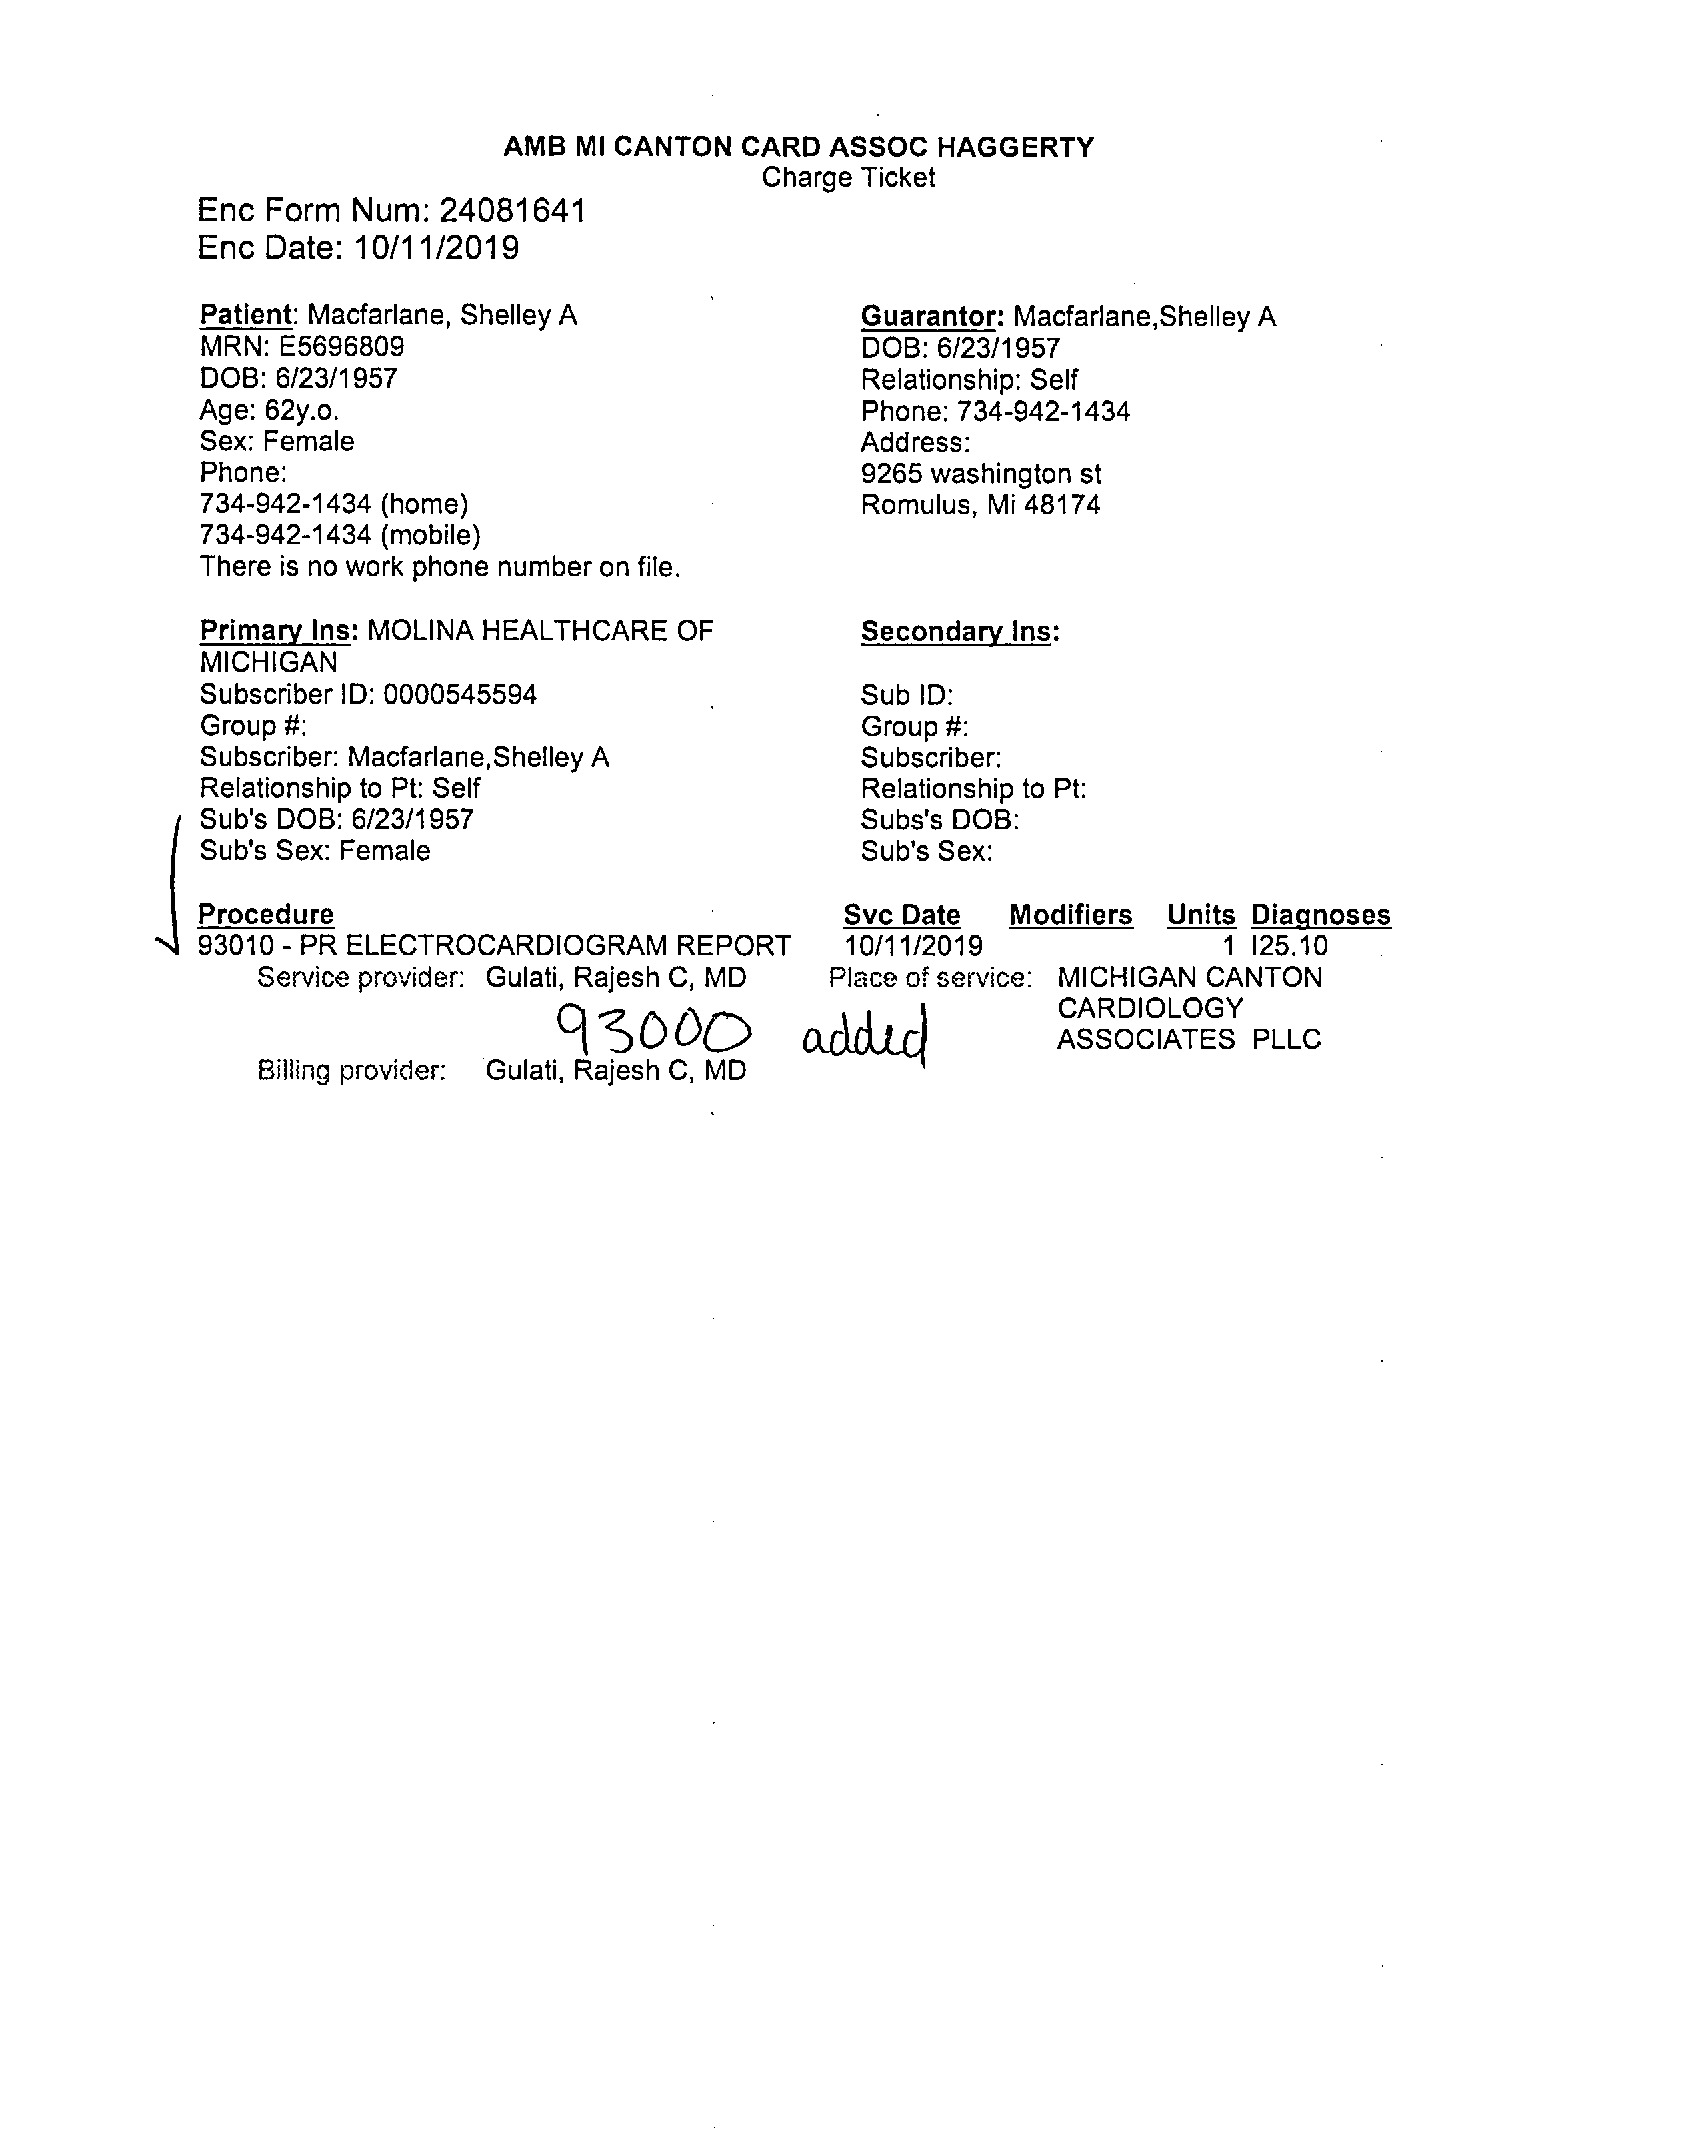 AMB MI CANTON CARD ASSOC HAGGERTY
Charge Ticket
Enc Form Num: 24081641
Enc Date: 10/11/2019
Patient: Macfarlane, Shelley A
MRN: E5696809
DOB: 6/23/1957
Age: 62y.o.
Sex: Female
Phone:
734-942-1434 (home)
734-942-1434 (mobile)
There is no work phone number on file.
Guarantor: Macfarlane,Shelley A
DOB: 6/23/1957
Relationship: Self
Phone: 734-942-1434
Address:
9265 washington st
Romulus, Mi 48174
Primary Ins: MOLINA HEALTHCARE OF
MICHIGAN
Subscriber ID: 0000545594
Group #:
Subscriber: Macfarlane,Shelley A
Relationship to Pt: Self
Sub's DOB: 6/23/1957
Sub's Sex: Female
Secondary Ins:
Sub ID:
Group #:
Subscriber:
Relationship to Pt:
Subs's DOB:
Sub's Sex:
Procedure Svc Date Modifiers Units Diagnoses
93010 - PR ELECTROCARDIOGRAM REPORT 10/11/2019 1 I25.10
Service provider: Gulati, Rajesh C, MD Place of service: MICHIGAN CANTON
CARDIOLOGY
93000 added ASSOCIATES PLLC
Billing provider: Gulati, Rajesh C, MD